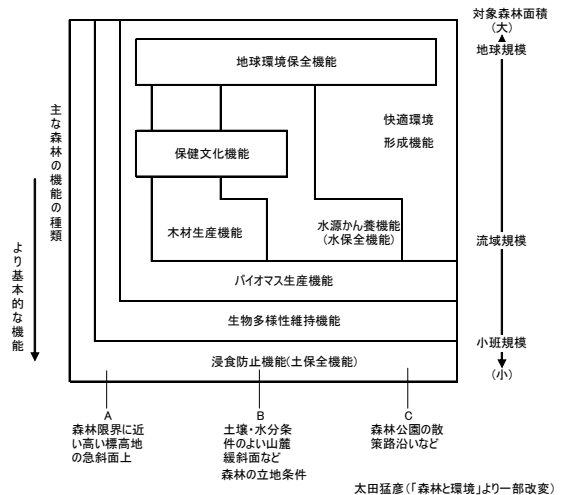 対象森林面積
(大)
地球規模
地球環境保全機能
快適環境
形成機能
主な森林の機能の種類
保健文化機能
木材生産機能
水源かん養機能
(水保全機能)
流域規模
より基本的な機能
バイオマス生産機能
生物多様性維持機能
小班規模
浸食防止機能(土保全機能)
(小)
A
森林限界に近
い高い標高地
の急斜面上
B
土壌・水分条
件のよい山麓
緩斜面など
C
森林公園の散
策路沿いなど
森林の立地条件
太田猛彦(「森林と環境」より一部改変)